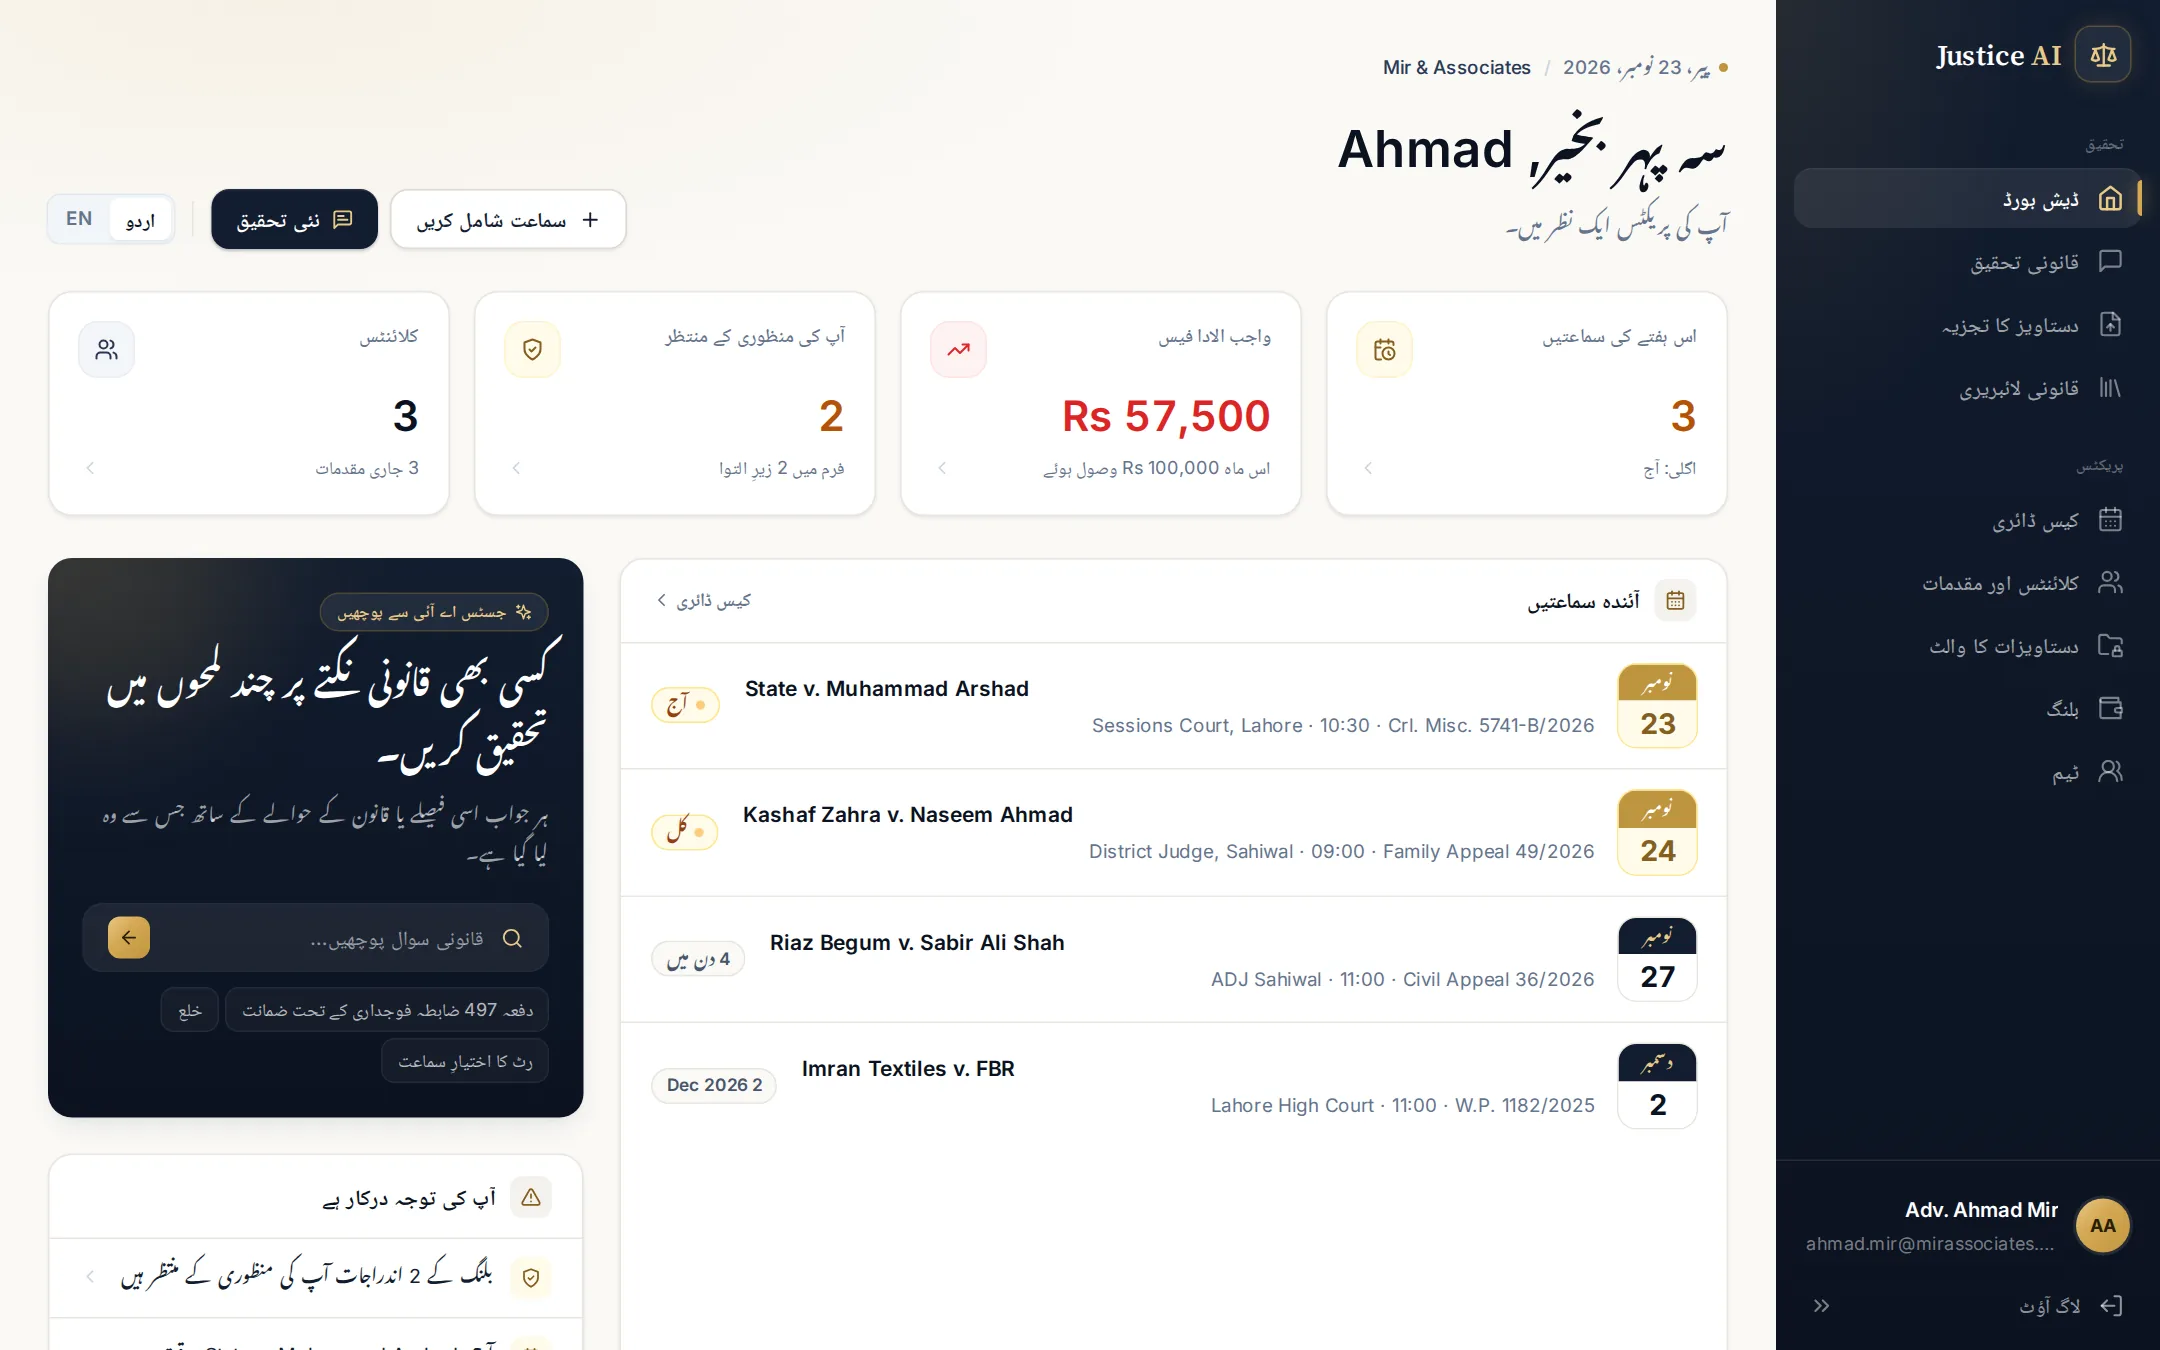 Justice AI
تحقیق
ڈیش بورڈ
قانونی تحقیق
دستاویز کا تجزیہ
قانونی لائبریری
پریکٹس
کیس ڈائری
کلائنٹس اور مقدمات
دستاویزات کا والٹ
بلنگ
ٹیم
Adv. Ahmad Mir
AA
ahmad.mir@mirassociates....
لاگ آؤٹ
پیر، 23 نومبر، 2026 / Mir & Associates
سہ پہر بخیر, Ahmad
آپ کی پریکٹس ایک نظر میں۔
سماعت شامل کریں
نئی تحقیق
اردو
EN
اس ہفتے کی سماعتیں
3
اگلی: آج
واجب الادا فیس
Rs 57,500
اس ماہ Rs 100,000 وصول ہوئے
آپ کی منظوری کے منتظر
2
فرم میں 2 زیرِ التوا
کلائنٹس
3
3 جاری مقدمات
آئندہ سماعتیں
کیس ڈائری
نومبر
23
State v. Muhammad Arshad
Sessions Court, Lahore · 10:30 · Crl. Misc. 5741-B/2026
آج
نومبر
24
Kashaf Zahra v. Naseem Ahmad
District Judge, Sahiwal · 09:00 · Family Appeal 49/2026
کل
نومبر
27
Riaz Begum v. Sabir Ali Shah
ADJ Sahiwal · 11:00 · Civil Appeal 36/2026
4 دن میں
دسمبر
2
Imran Textiles v. FBR
Lahore High Court · 11:00 · W.P. 1182/2025
Dec 2026 2
جسٹس اے آئی سے پوچھیں
کسی بھی قانونی نکتے پر چند لمحوں میں
تحقیق کریں۔
ہر جواب اسی فیصلے یا قانون کے حوالے کے ساتھ جس سے وہ
لیا گیا ہے۔
قانونی سوال پوچھیں...
دفعہ 497 ضابطہ فوجداری کے تحت ضمانت
خلع
رٹ کا اختیارِ سماعت
آپ کی توجہ درکار ہے
بلنگ کے 2 اندراجات آپ کی منظوری کے منتظر ہیں